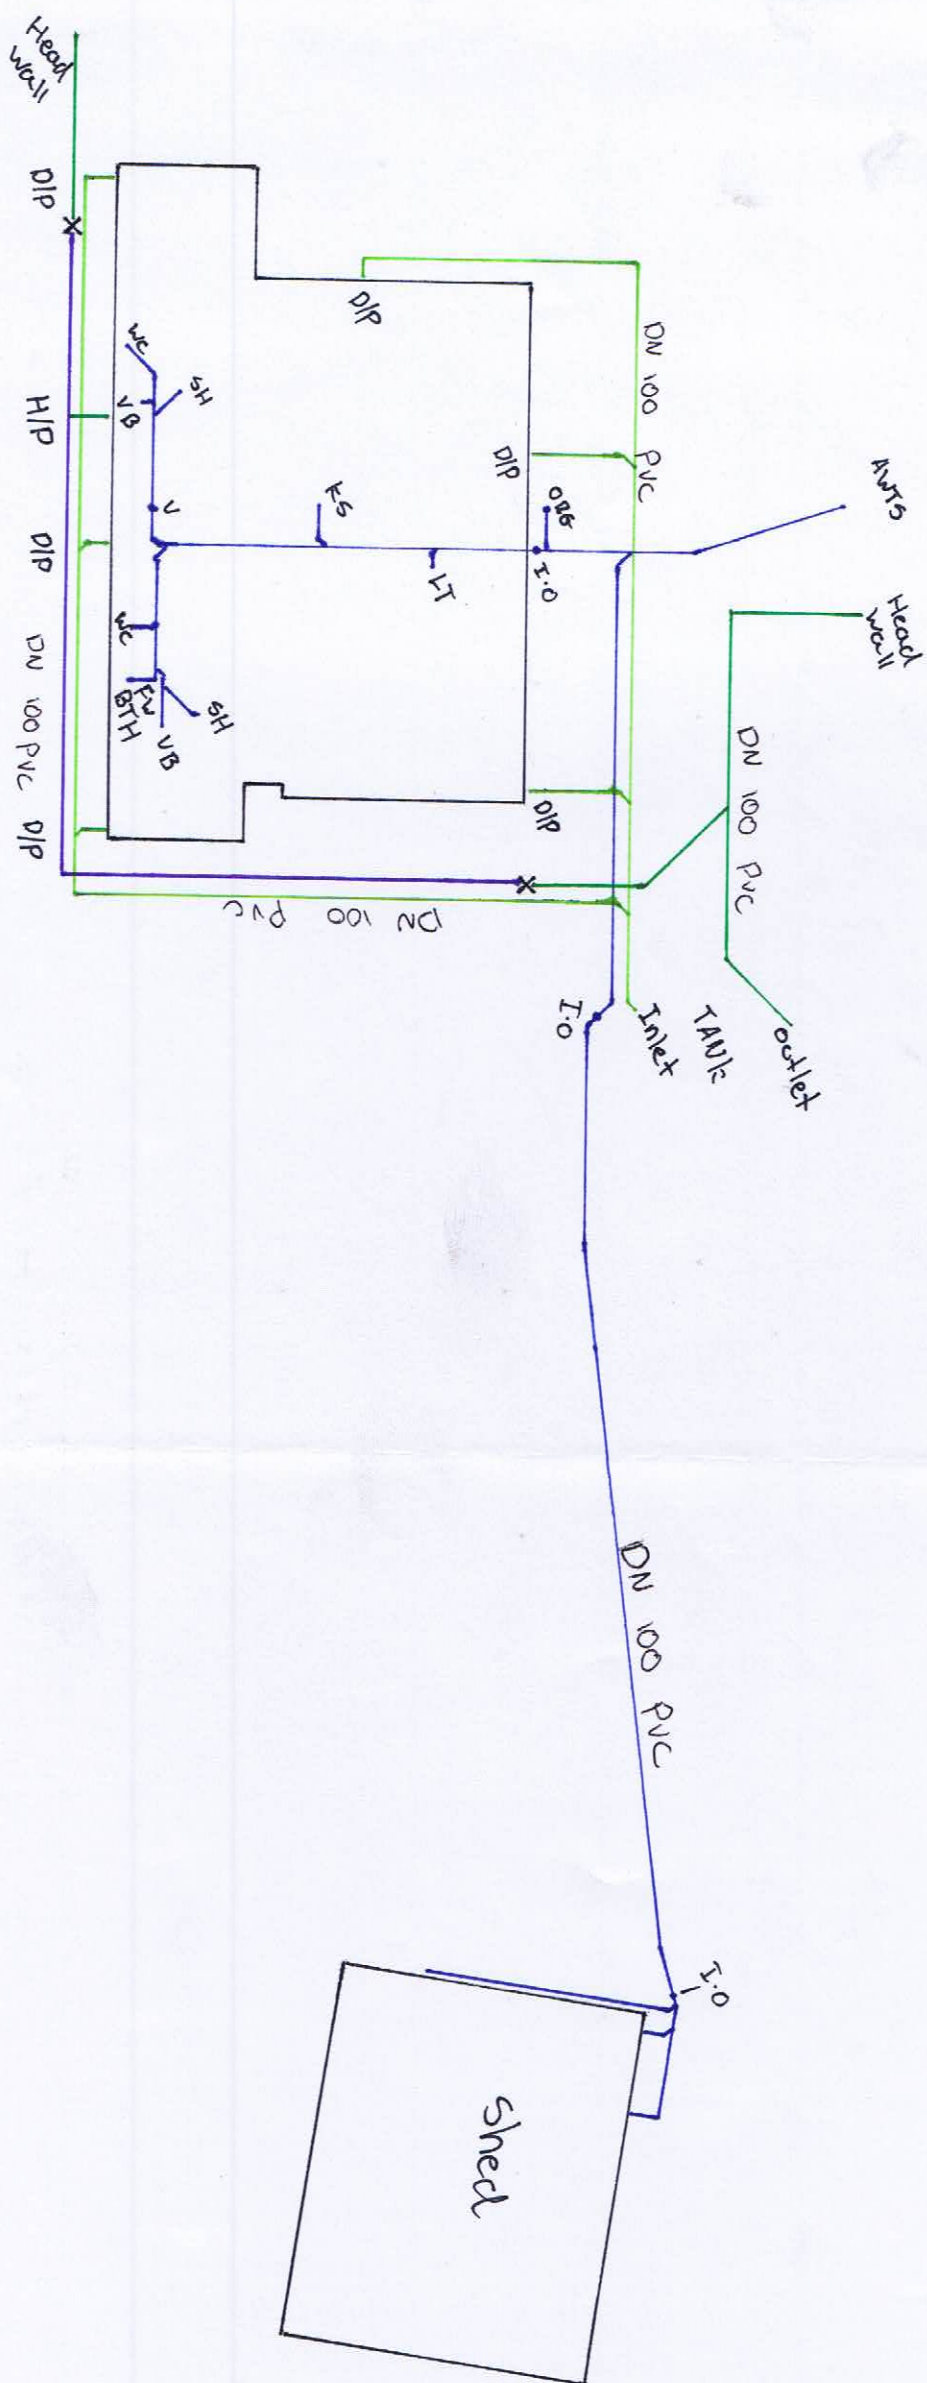 Head
Wall
D/P
H/P
D/P
DN 100 PVC
D/P
WC
SH
VB
V
WC
FW
BTH
VB
SH
D/P
KS
LT
D/P
ORG
I.O
D/P
DN 100 PVC
AWTS
Head
Wall
DN 100 PVC
DN 100 PVC
I.O
Inlet
TANK
outlet
DN 100 PVC
I.O
Shed